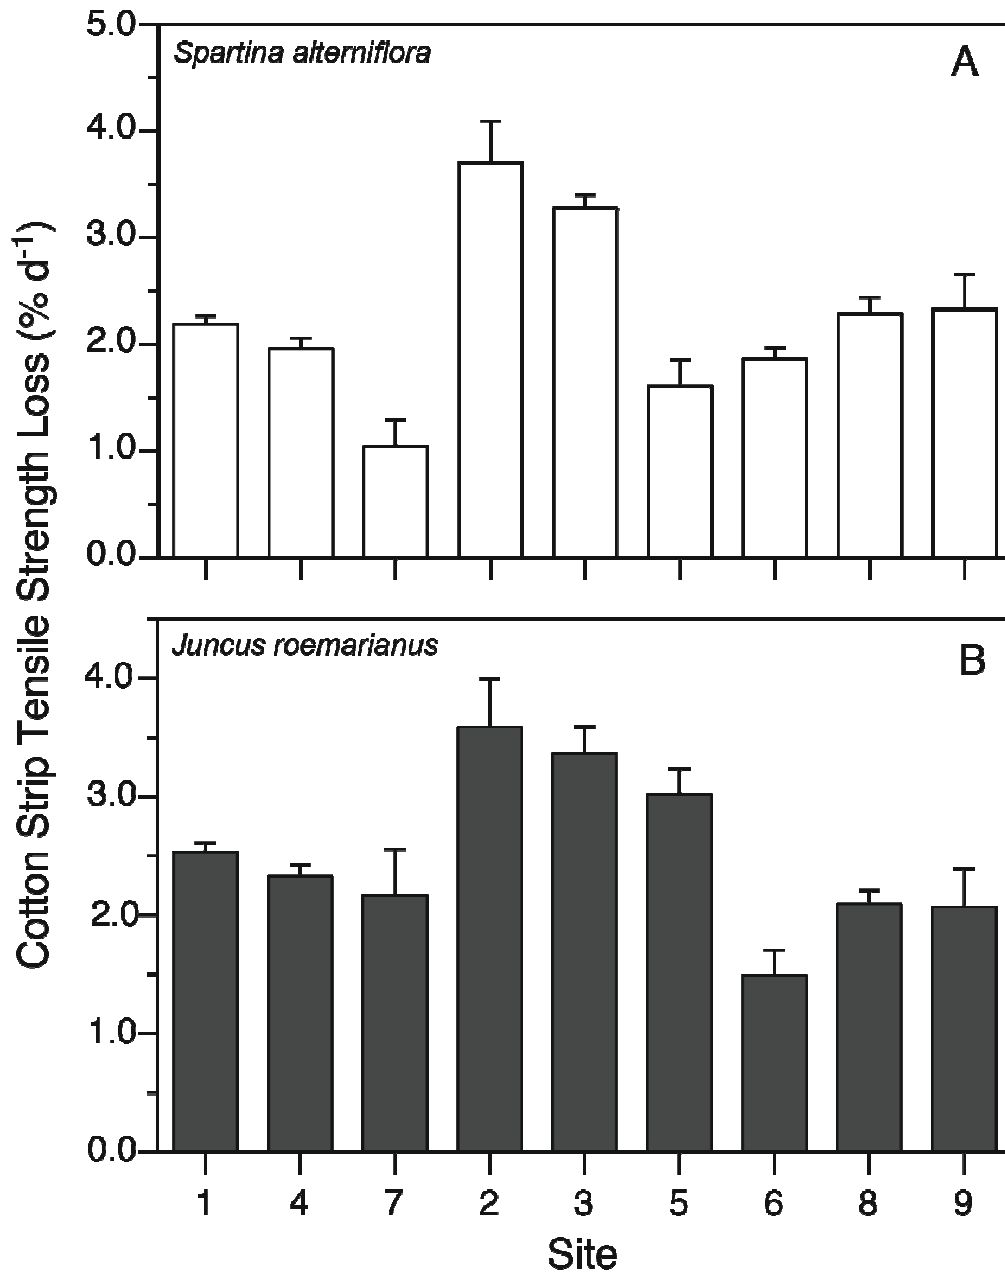 Cotton Strip Tensile Strength Loss (% d-1)
5.0
4.0
3.0
2.0
1.0
0.0
Spartina alterniflora
A
4.0
3.0
2.0
1.0
0.0
Juncus roemarianus
B
1 4 7 2 3 5 6 8 9
Site